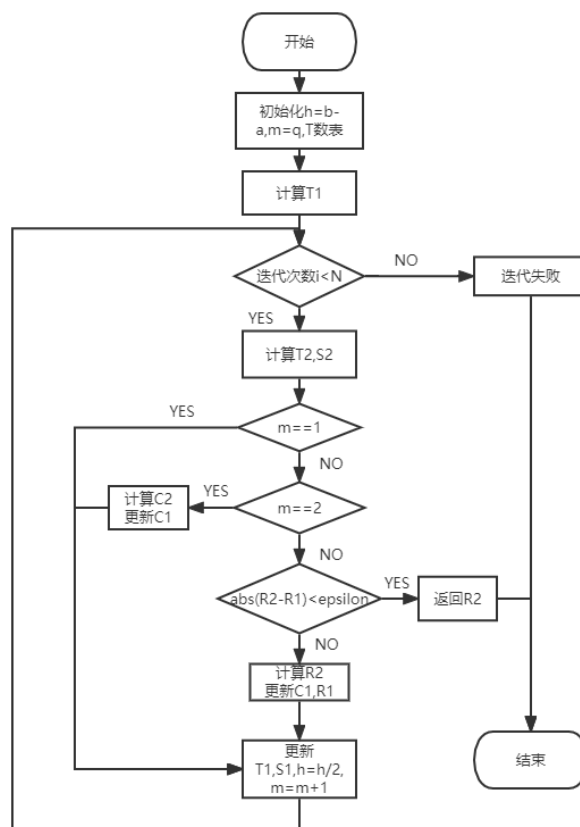 开始
初始化h=b-
a,m=q,T数表
计算T1
迭代次数i<N
NO
迭代失败
YES
计算T2,S2
YES
m==1
NO
计算C2
更新C1
YES
m==2
NO
abs(R2-R1)<epsilon
YES
返回R2
NO
计算R2
更新C1,R1
更新
T1,S1,h=h/2,
m=m+1
结束